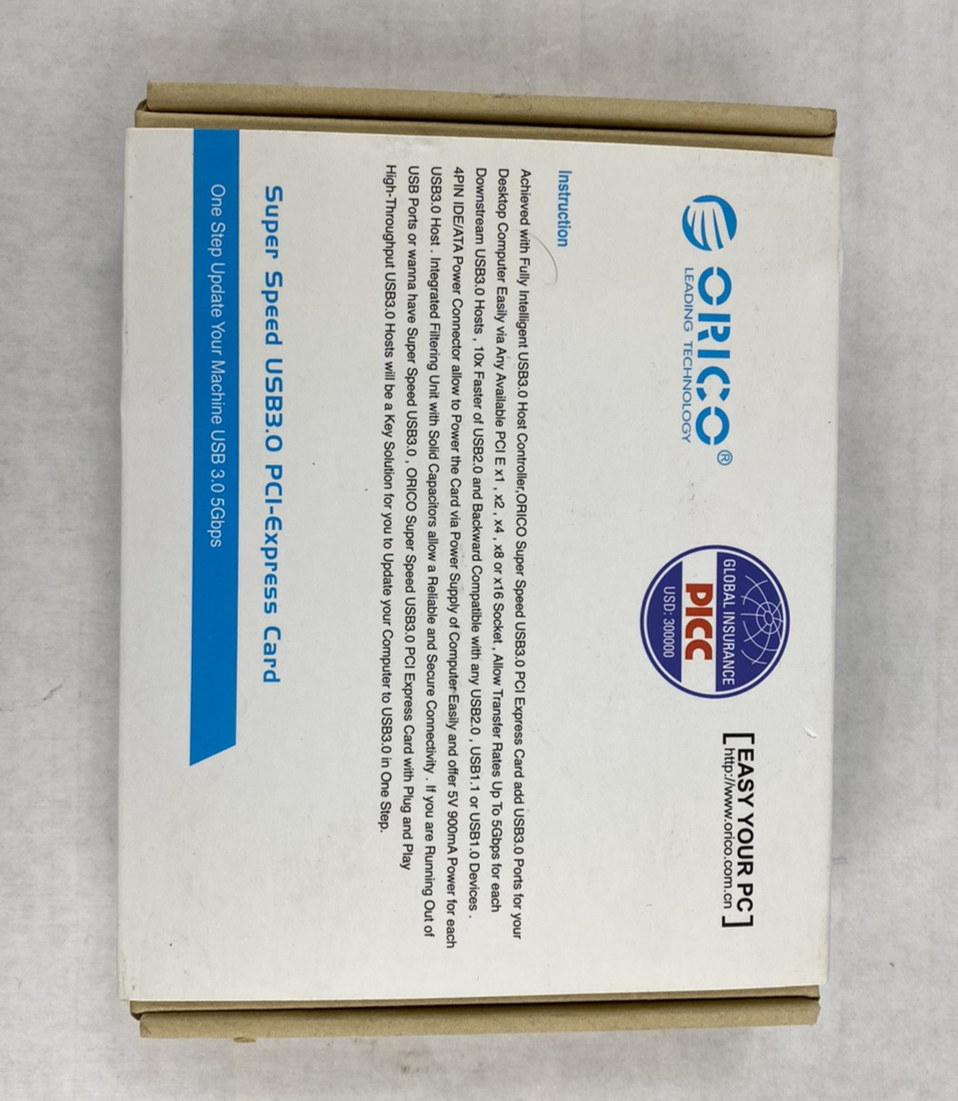 ORICO®
LEADING TECHNOLOGY
GLOBAL INSURANCE
PICC
USD: 300000
[EASY YOUR PC]
http://www.orico.com.cn
Instruction
Achieved with Fully Intelligent USB3.0 Host Controller,ORICO Super Speed USB3.0 PCI Express Card add USB3.0 Ports for your
Desktop Computer Easily via Any Available PCI E x1 , x2 , x4 , x8 or x16 Socket , Allow Transfer Rates Up To 5Gbps for each
Downstream USB3.0 Hosts , 10x Faster of USB2.0 and Backward Compatible with any USB2.0 , USB1.1 or USB1.0 Devices .
4PIN IDE/ATA Power Connector allow to Power the Card via Power Supply of Computer Easily and offer 5V 900mA Power for each
USB3.0 Host . Integrated Filtering Unit with Solid Capacitors allow a Reliable and Secure Connectivity . If you are Running Out of
USB Ports or wanna have Super Speed USB3.0 , ORICO Super Speed USB3.0 PCI Express Card with Plug and Play
High-Throughput USB3.0 Hosts will be a Key Solution for you to Update your Computer to USB3.0 in One Step.
Super Speed USB3.0 PCI-Express Card
One Step Update Your Machine USB 3.0 5Gbps